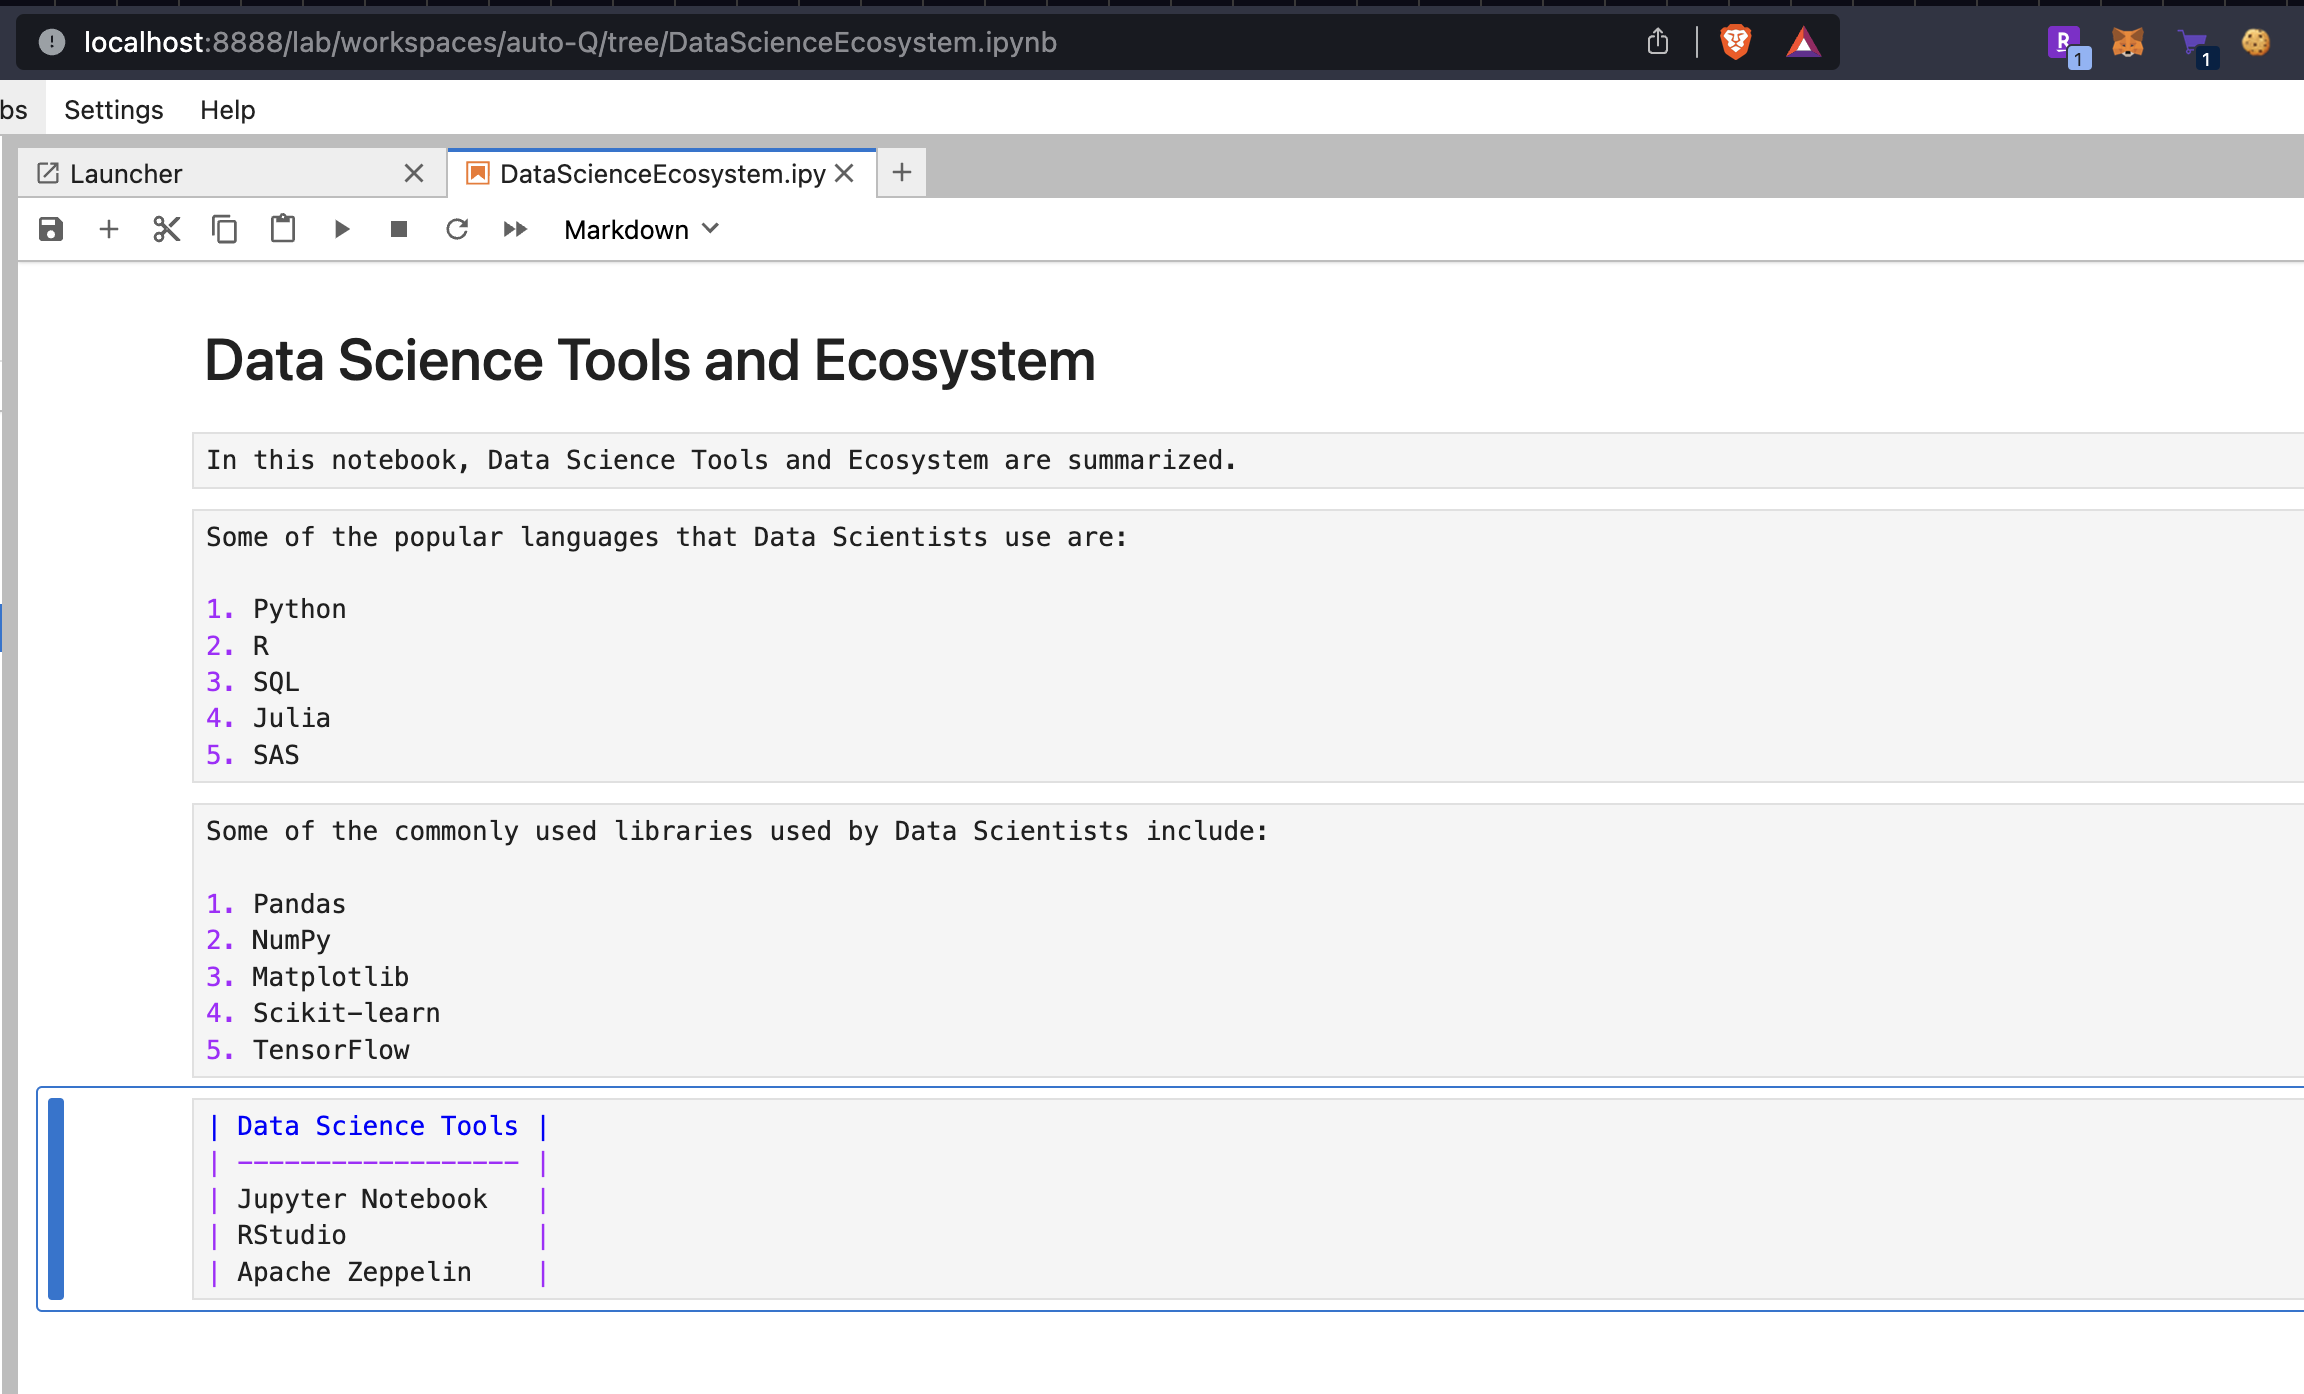 localhost:8888/lab/workspaces/auto-Q/tree/DataScienceEcosystem.ipynb
R
1
1
bs Settings Help
Launcher
DataScienceEcosystem.ipy
Markdown
Data Science Tools and Ecosystem
In this notebook, Data Science Tools and Ecosystem are summarized.
Some of the popular languages that Data Scientists use are:
1. Python
2. R
3. SQL
4. Julia
5. SAS
Some of the commonly used libraries used by Data Scientists include:
1. Pandas
2. NumPy
3. Matplotlib
4. Scikit-learn
5. TensorFlow
| Data Science Tools |
| ------------------ |
| Jupyter Notebook   |
| RStudio            |
| Apache Zeppelin    |